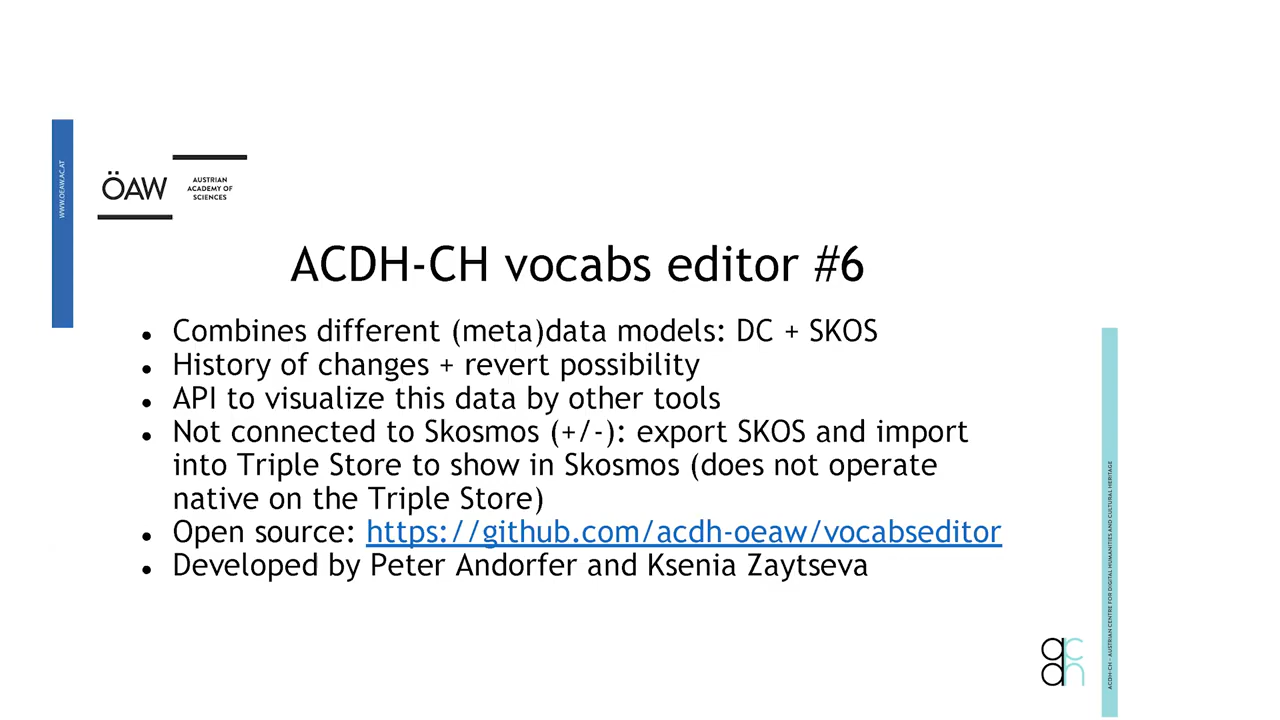 WWW.OEAW.AC.AT
ÖAW
AUSTRIAN
ACADEMY OF
SCIENCES
ACDH-CH vocabs editor #6
● Combines different (meta)data models: DC + SKOS
● History of changes + revert possibility
● API to visualize this data by other tools
● Not connected to Skosmos (+/-): export SKOS and import
into Triple Store to show in Skosmos (does not operate
native on the Triple Store)
● Open source: https://github.com/acdh-oeaw/vocabseditor
● Developed by Peter Andorfer and Ksenia Zaytseva
ACDH-CH - AUSTRIAN CENTRE FOR DIGITAL HUMANITIES AND CULTURAL HERITAGE
ac
dh